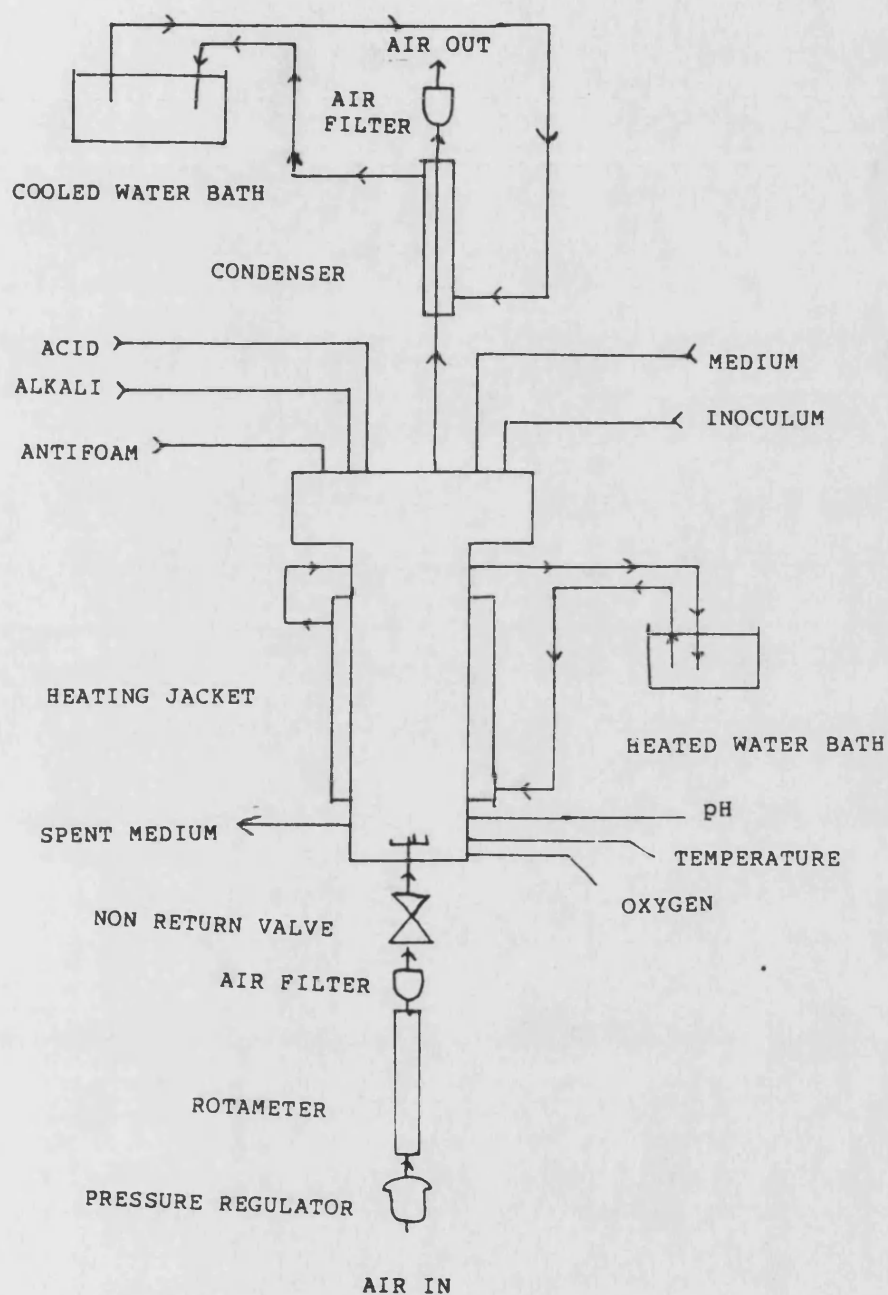 AIR OUT
AIR
FILTER
COOLED WATER BATH
CONDENSER
ACID
MEDIUM
ALKALI
INOCULUM
ANTIFOAM
HEATING JACKET
HEATED WATER BATH
SPENT MEDIUM
pH
TEMPERATURE
OXYGEN
NON RETURN VALVE
AIR FILTER
ROTAMETER
PRESSURE REGULATOR
AIR IN